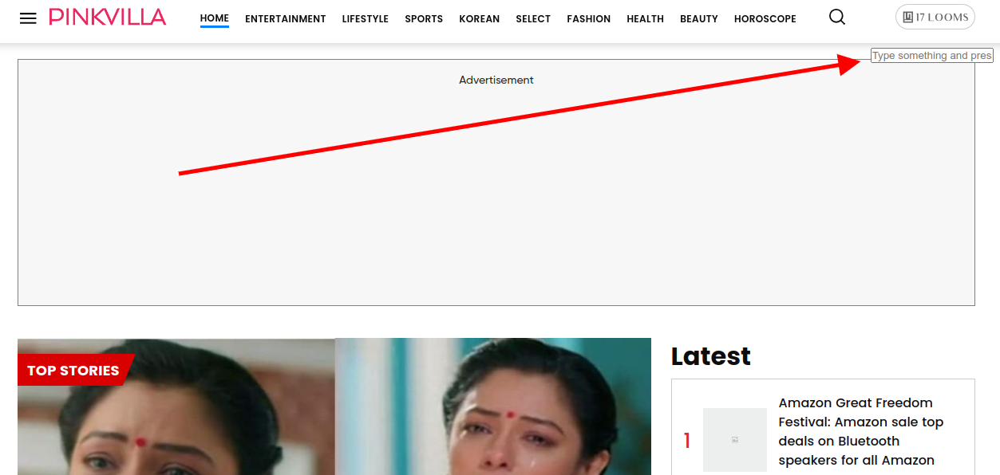 PINKVILLA
HOME ENTERTAINMENT LIFESTYLE SPORTS KOREAN SELECT FASHION HEALTH BEAUTY HOROSCOPE
17 LOOMS
Type something and pres
Advertisement
TOP STORIES
Latest
1
Amazon Great Freedom
Festival: Amazon sale top
deals on Bluetooth
speakers for all Amazon